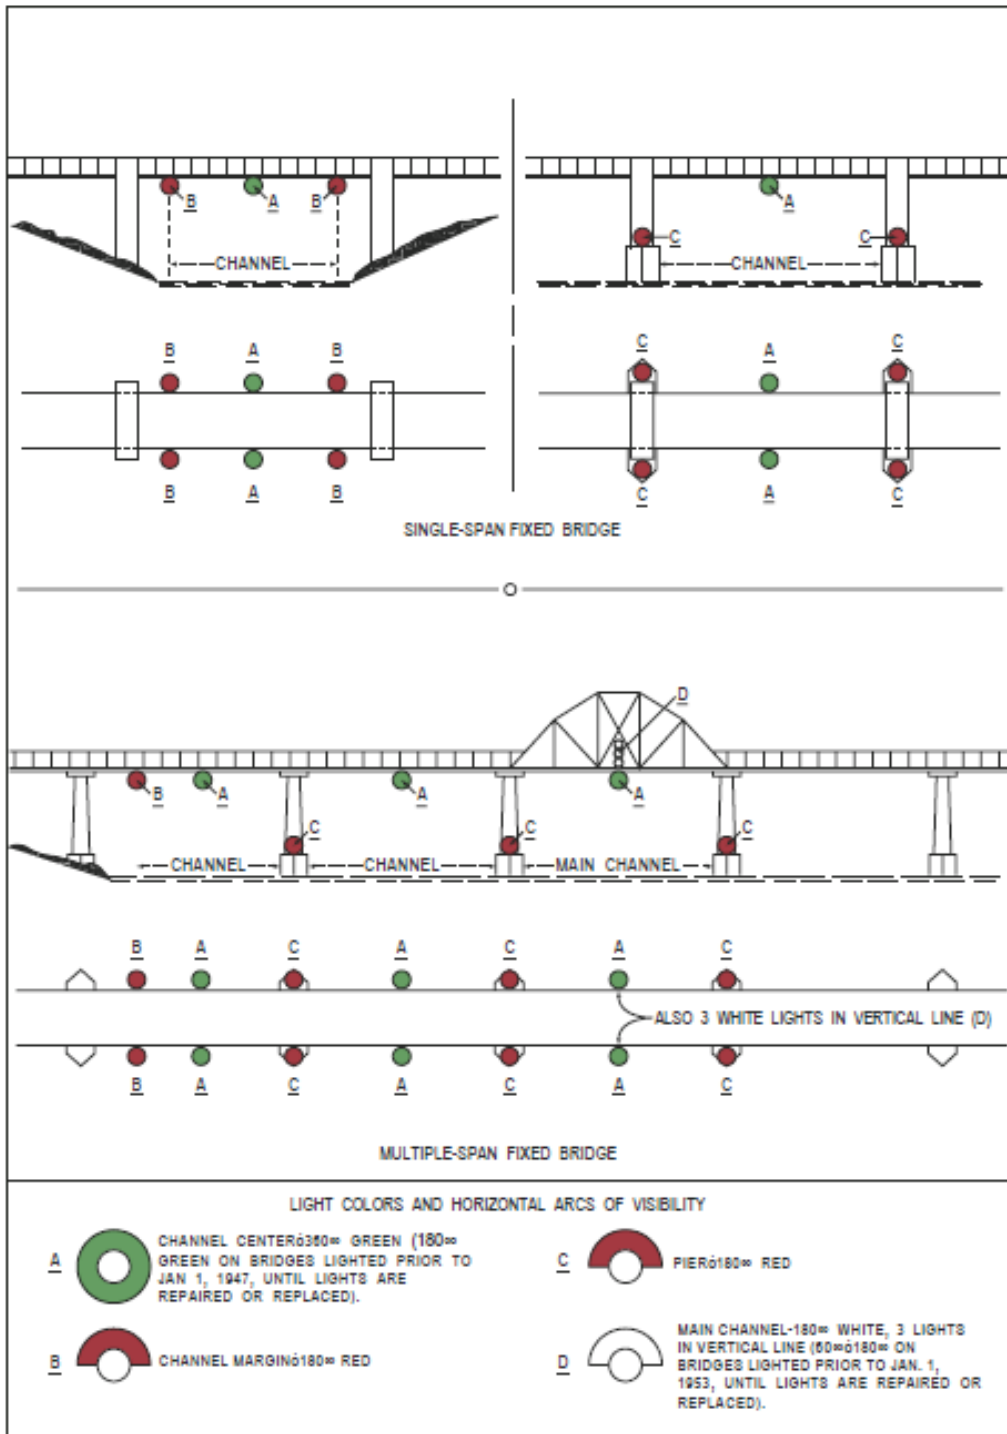 B A B A
C C
CHANNEL CHANNEL
B A B C A C
B A B C A C
SINGLE-SPAN FIXED BRIDGE
D
B A A A
C C C
CHANNEL CHANNEL MAIN CHANNEL
B A C A C A C
ALSO 3 WHITE LIGHTS IN VERTICAL LINE (D)
B A C A C A C
MULTIPLE-SPAN FIXED BRIDGE
LIGHT COLORS AND HORIZONTAL ARCS OF VISIBILITY
A
CHANNEL CENTERó360∞ GREEN (180∞
GREEN ON BRIDGES LIGHTED PRIOR TO
JAN 1, 1947, UNTIL LIGHTS ARE
REPAIRED OR REPLACED).
B
CHANNEL MARGINó180∞ RED
C
PIERó180∞ RED
D
MAIN CHANNEL-180∞ WHITE, 3 LIGHTS
IN VERTICAL LINE (60∞ó180∞ ON
BRIDGES LIGHTED PRIOR TO JAN. 1,
1953, UNTIL LIGHTS ARE REPAIRED OR
REPLACED).